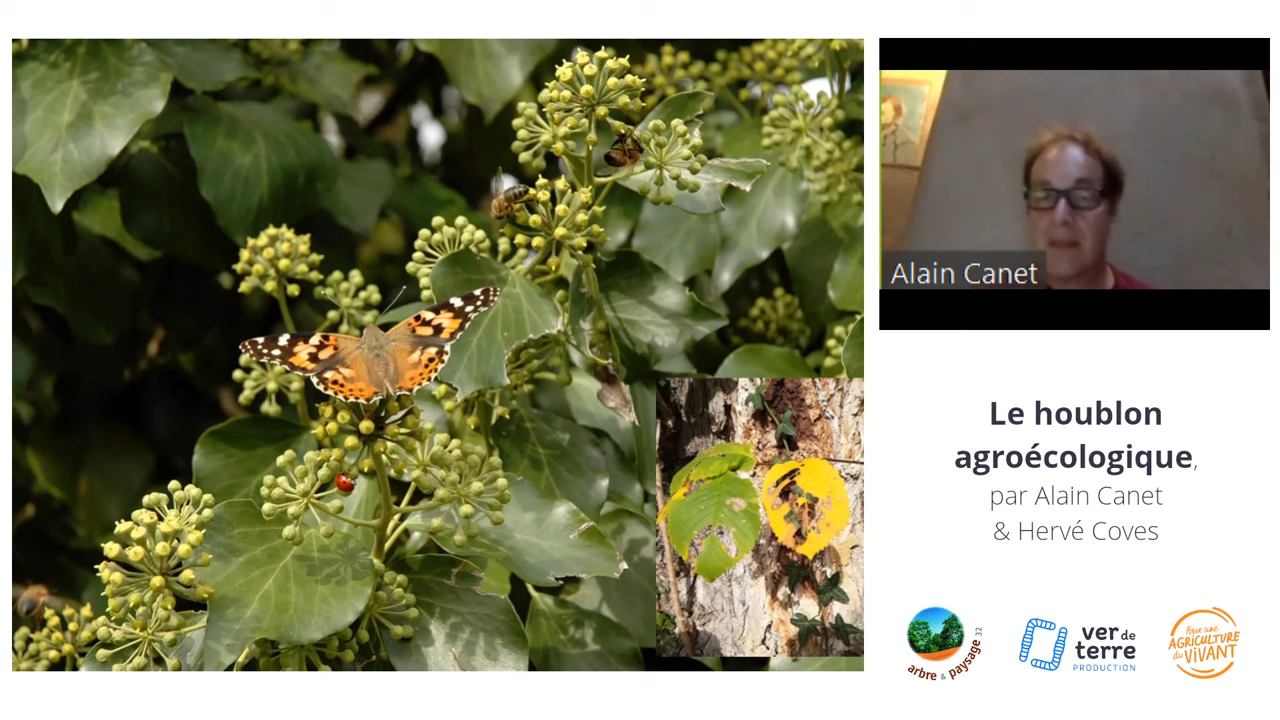 Alain Canet
Le houblon
agroécologique,
par Alain Canet
& Hervé Coves
arbre & paysage 32
ver de
terre
PRODUCTION
Pour une
AGRICULTURE
du VIVANT